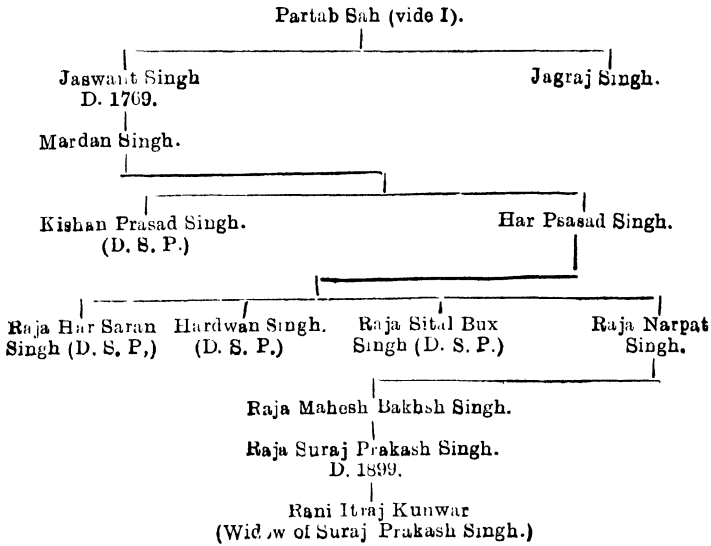 Partab Sah (vide I).
Jaswant Singh
D. 1769.
Jagraj Singh.
Mardan Singh.
Kishan Prasad Singh.
(D. S. P.)
Har Psasad Singh.
Raja Har Saran
Singh (D. S. P,)
Hardwan Singh.
(D. S. P.)
Raja Sital Bux
Singh (D. S. P.)
Raja Narpat
Singh.
Raja Mahesh Bakhsh Singh.
Raja Suraj Prakash Singh.
D. 1899.
Rani Itraj Kunwar
(Widow of Suraj Prakash Singh.)